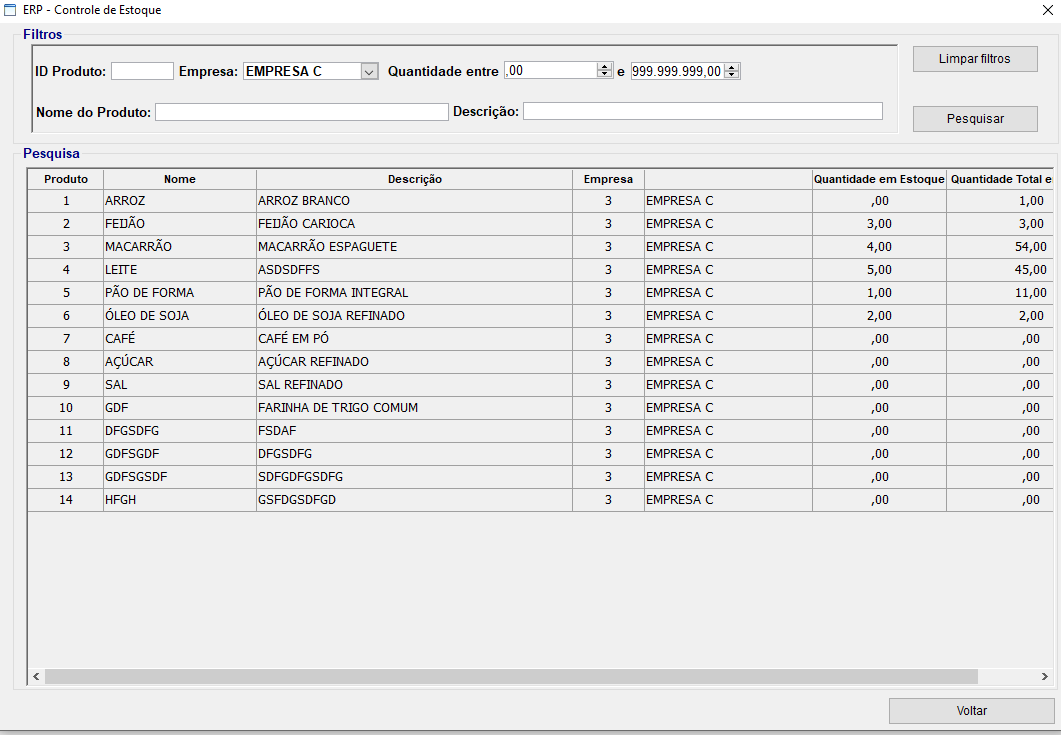 ERP - Controle de Estoque
Filtros
ID Produto: Empresa: EMPRESA C Quantidade entre ,00 e 999.999.999,00 Limpar filtros
Nome do Produto: Descrição: Pesquisar
Pesquisa
Produto Nome Descrição Empresa Quantidade em Estoque Quantidade Total e
1 ARROZ ARROZ BRANCO 3 EMPRESA C ,00 1,00
2 FEIJÃO FEIJÃO CARIOCA 3 EMPRESA C 3,00 3,00
3 MACARRÃO MACARRÃO ESPAGUETE 3 EMPRESA C 4,00 54,00
4 LEITE ASDSDFFS 3 EMPRESA C 5,00 45,00
5 PÃO DE FORMA PÃO DE FORMA INTEGRAL 3 EMPRESA C 1,00 11,00
6 ÓLEO DE SOJA ÓLEO DE SOJA REFINADO 3 EMPRESA C 2,00 2,00
7 CAFÉ CAFÉ EM PÓ 3 EMPRESA C ,00 ,00
8 AÇÚCAR AÇÚCAR REFINADO 3 EMPRESA C ,00 ,00
9 SAL SAL REFINADO 3 EMPRESA C ,00 ,00
10 GDF FARINHA DE TRIGO COMUM 3 EMPRESA C ,00 ,00
11 DFGSDFG FSDAF 3 EMPRESA C ,00 ,00
12 GDFSGDF DFGSDFG 3 EMPRESA C ,00 ,00
13 GDFSGSDF SDFGDFGSDFG 3 EMPRESA C ,00 ,00
14 HFGH GSFDGSDFGD 3 EMPRESA C ,00 ,00
Voltar